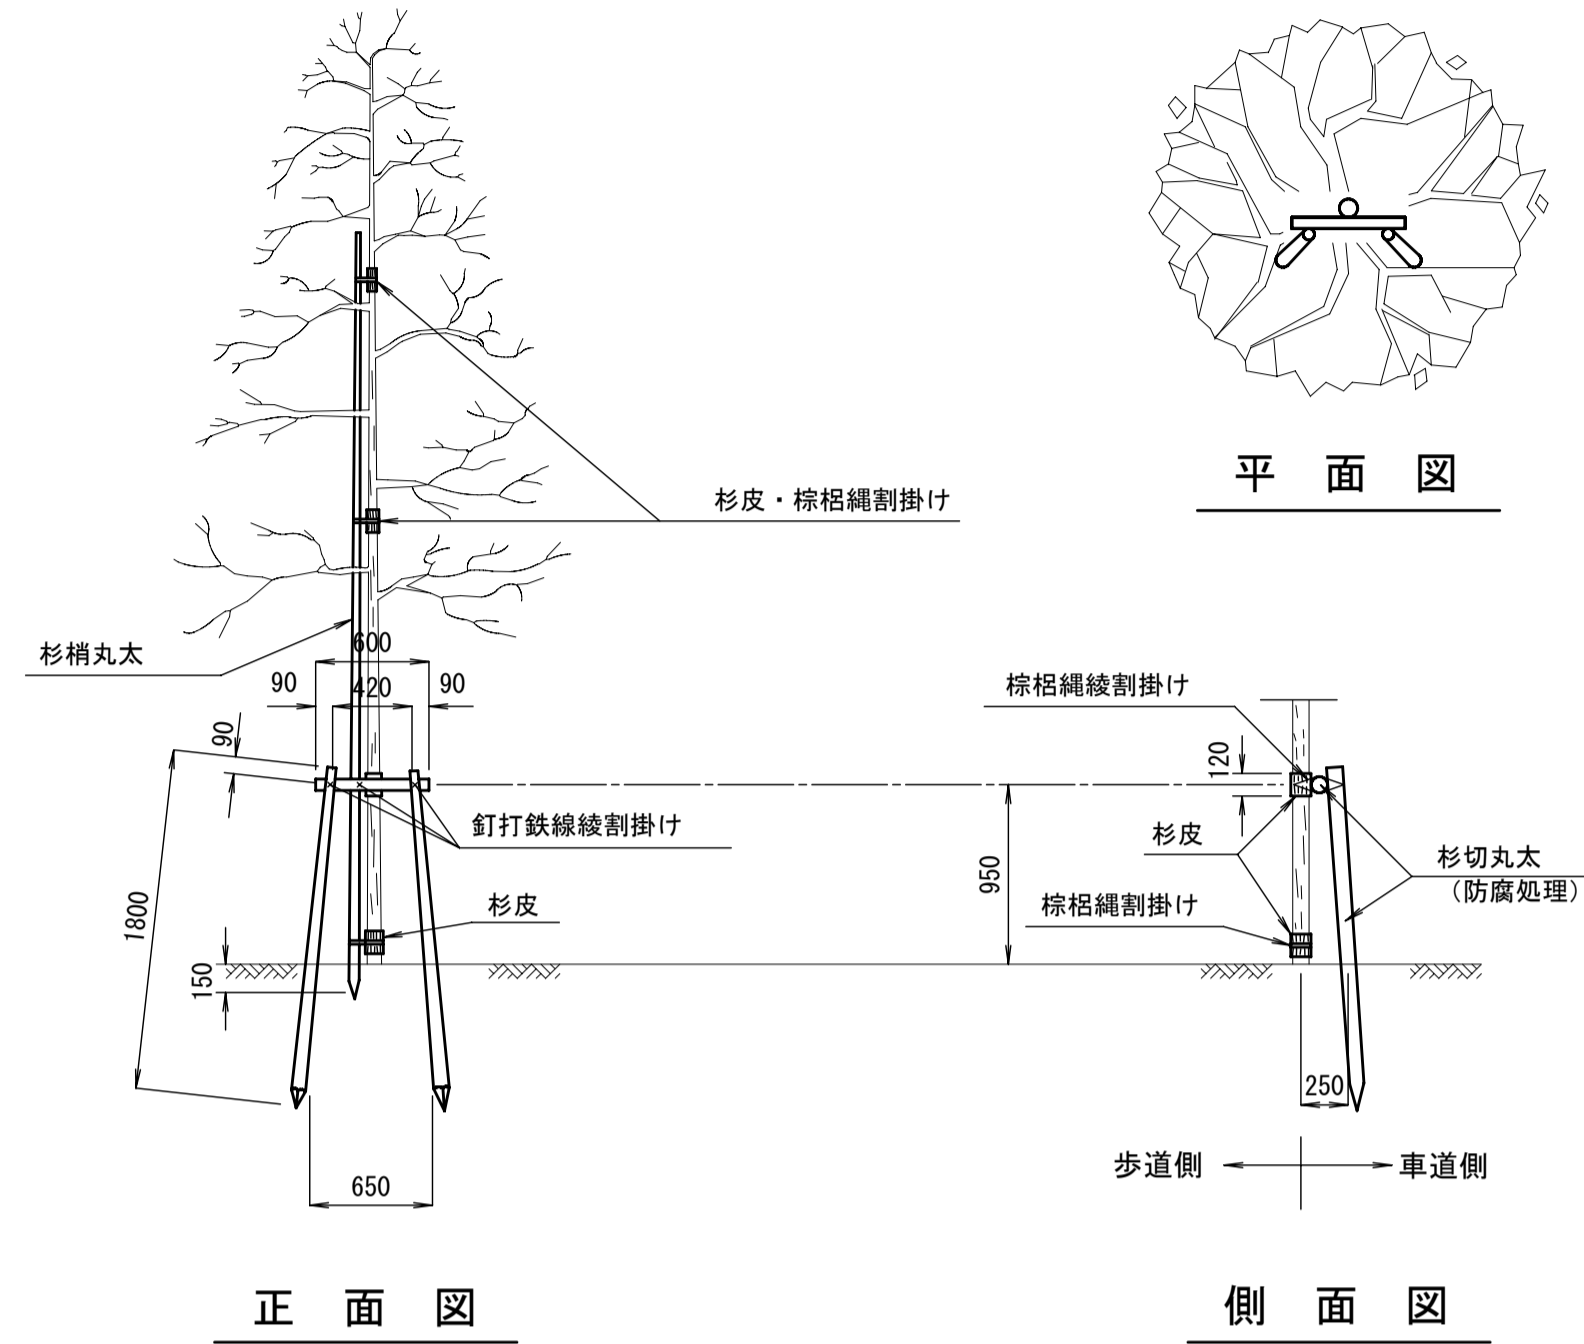 平面図
杉皮・棕梠縄割掛け
杉梢丸太
600
90
420
90
90
棕梠縄綾割掛け
120
釘打鉄線綾割掛け
杉皮
杉切丸太
（防腐処理）
950
1800
杉皮
棕梠縄割掛け
150
250
歩道側
車道側
650
正面図
側面図